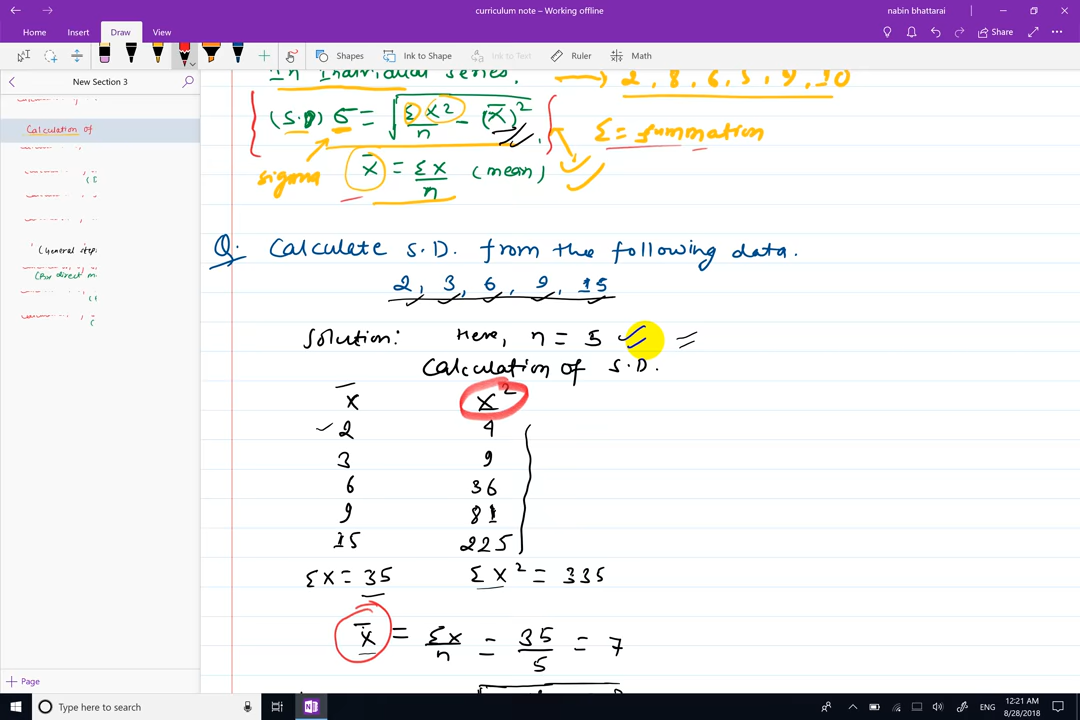 curriculum note – Working offline
nabin bhattarai
Home Insert Draw View
Share
Shapes Ink to Shape Ink to Text Ruler Math
New Section 3
Calculation of
(General step
(For direct m
+ Page
In Individual series. → 2, 8, 6, 5, 9, 10
(S.D) σ = √Σx²/n − (x̄)²
Σ = summation
sigma
x̄ = Σx/n (mean)
Q. Calculate S.D. from the following data.
2, 3, 6, 9, 15
Solution: Here, n = 5 =
Calculation of S.D.
x x²
2 4
3 9
6 36
9 81
15 225
Σx = 35 Σx² = 335
x̄ = Σx/n = 35/5 = 7
Type here to search
12:21 AM
8/28/2018